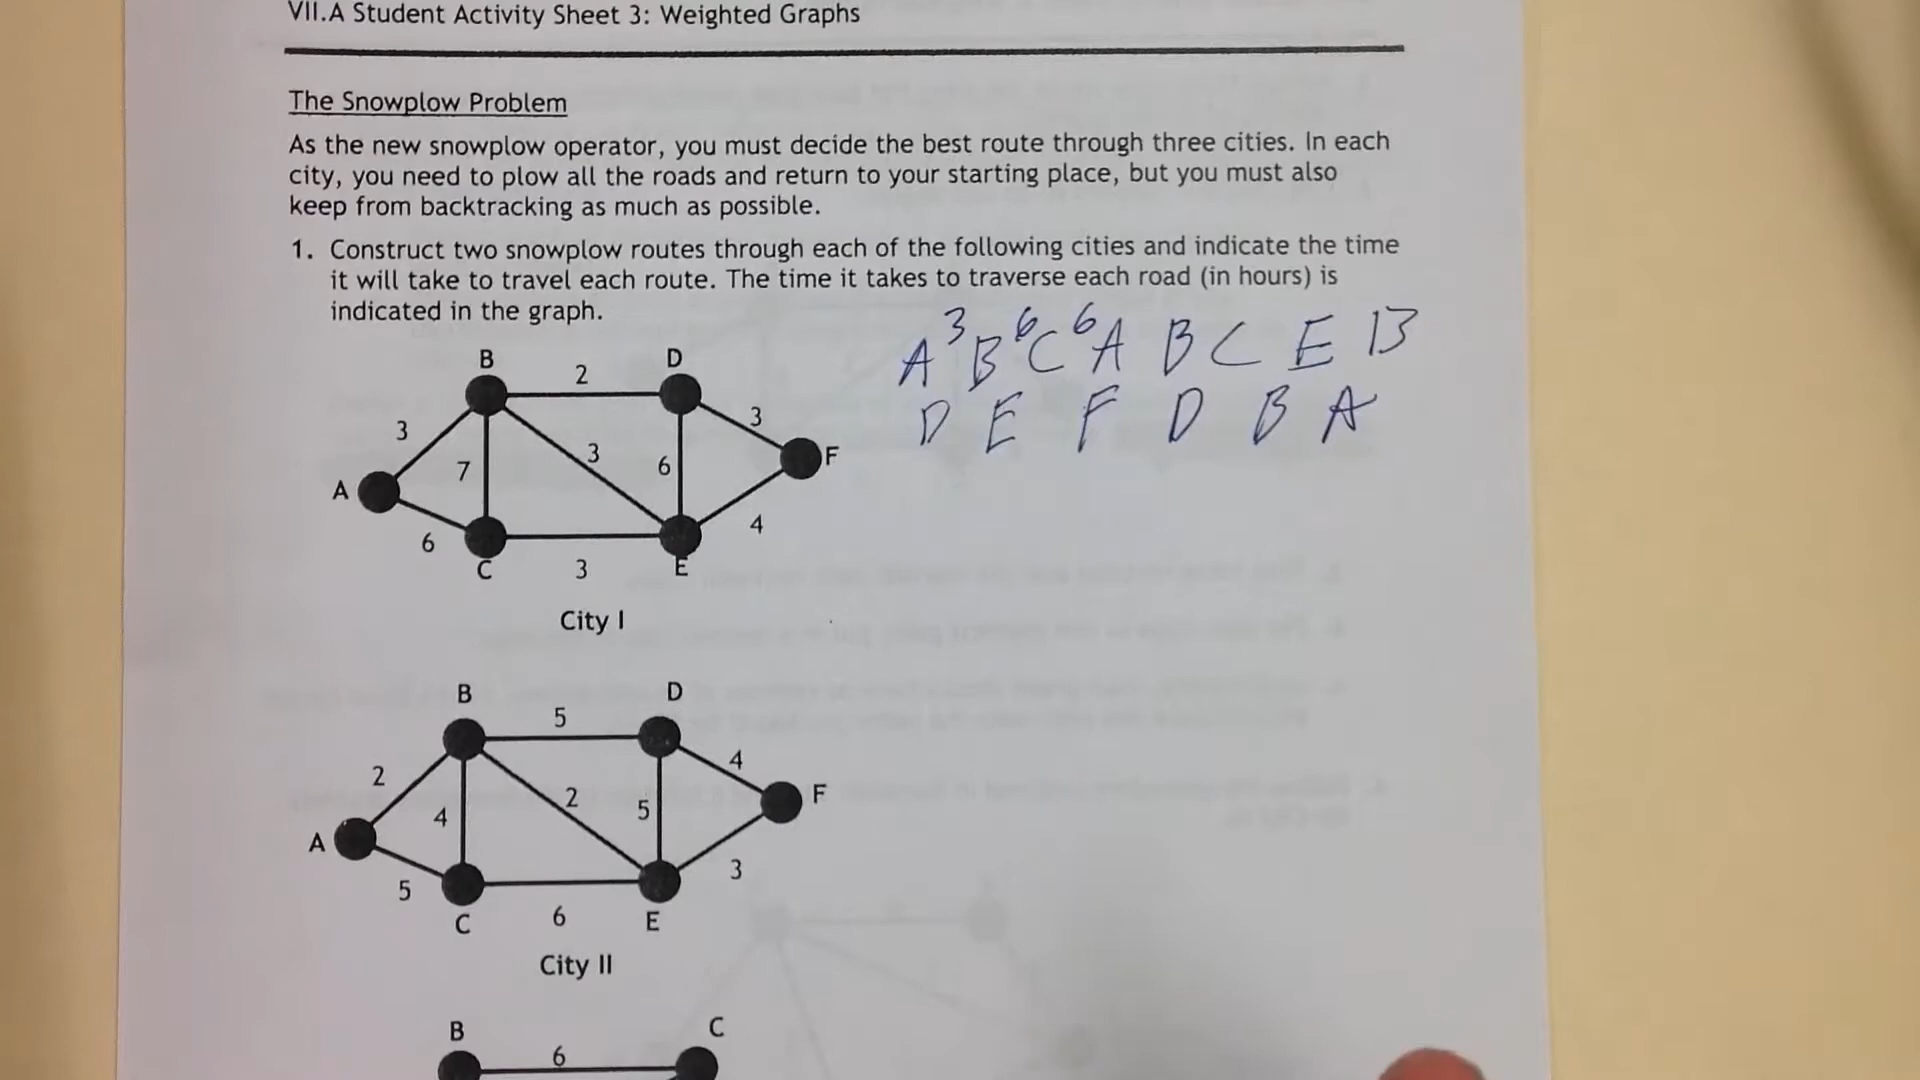 VII.A Student Activity Sheet 3: Weighted Graphs
The Snowplow Problem
As the new snowplow operator, you must decide the best route through three cities. In each
city, you need to plow all the roads and return to your starting place, but you must also
keep from backtracking as much as possible.
1. Construct two snowplow routes through each of the following cities and indicate the time
it will take to travel each route. The time it takes to traverse each road (in hours) is
indicated in the graph.
A 3 B 6 C 6 A B C E B
D E F D B A
B 2 D
3 3
7 3 6 F
A
6 4
C 3 E
City I
B 5 D
2 4
4 2 5 F
A
5 3
C 6 E
City II
B C
6